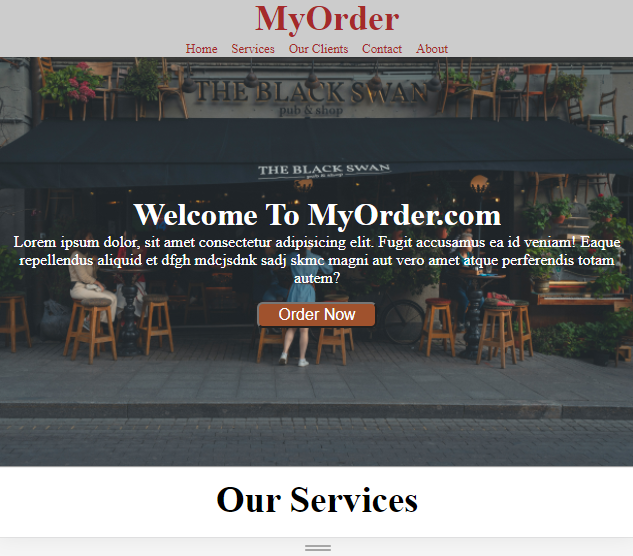 MyOrder
Home Services Our Clients Contact About
THE BLACK SWAN
pub & shop
THE BLACK SWAN
pub & shop
Welcome To MyOrder.com
Lorem ipsum dolor, sit amet consectetur adipisicing elit. Fugit accusamus ea id veniam! Eaque
repellendus aliquid et dfgh mdcjsdnk sadj skmc magni aut vero amet atque perferendis totam
autem?
Order Now
Our Services